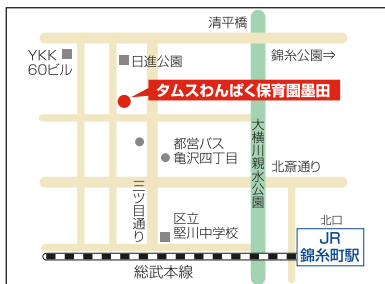 清平橋
YKK
60ビル
日進公園
錦糸公園⇒
タムスわんぱく保育園墨田
都営バス
亀沢四丁目
大横川親水公園
北斎通り
三ツ目通り
区立
竪川中学校
北口
JR
錦糸町駅
総武本線